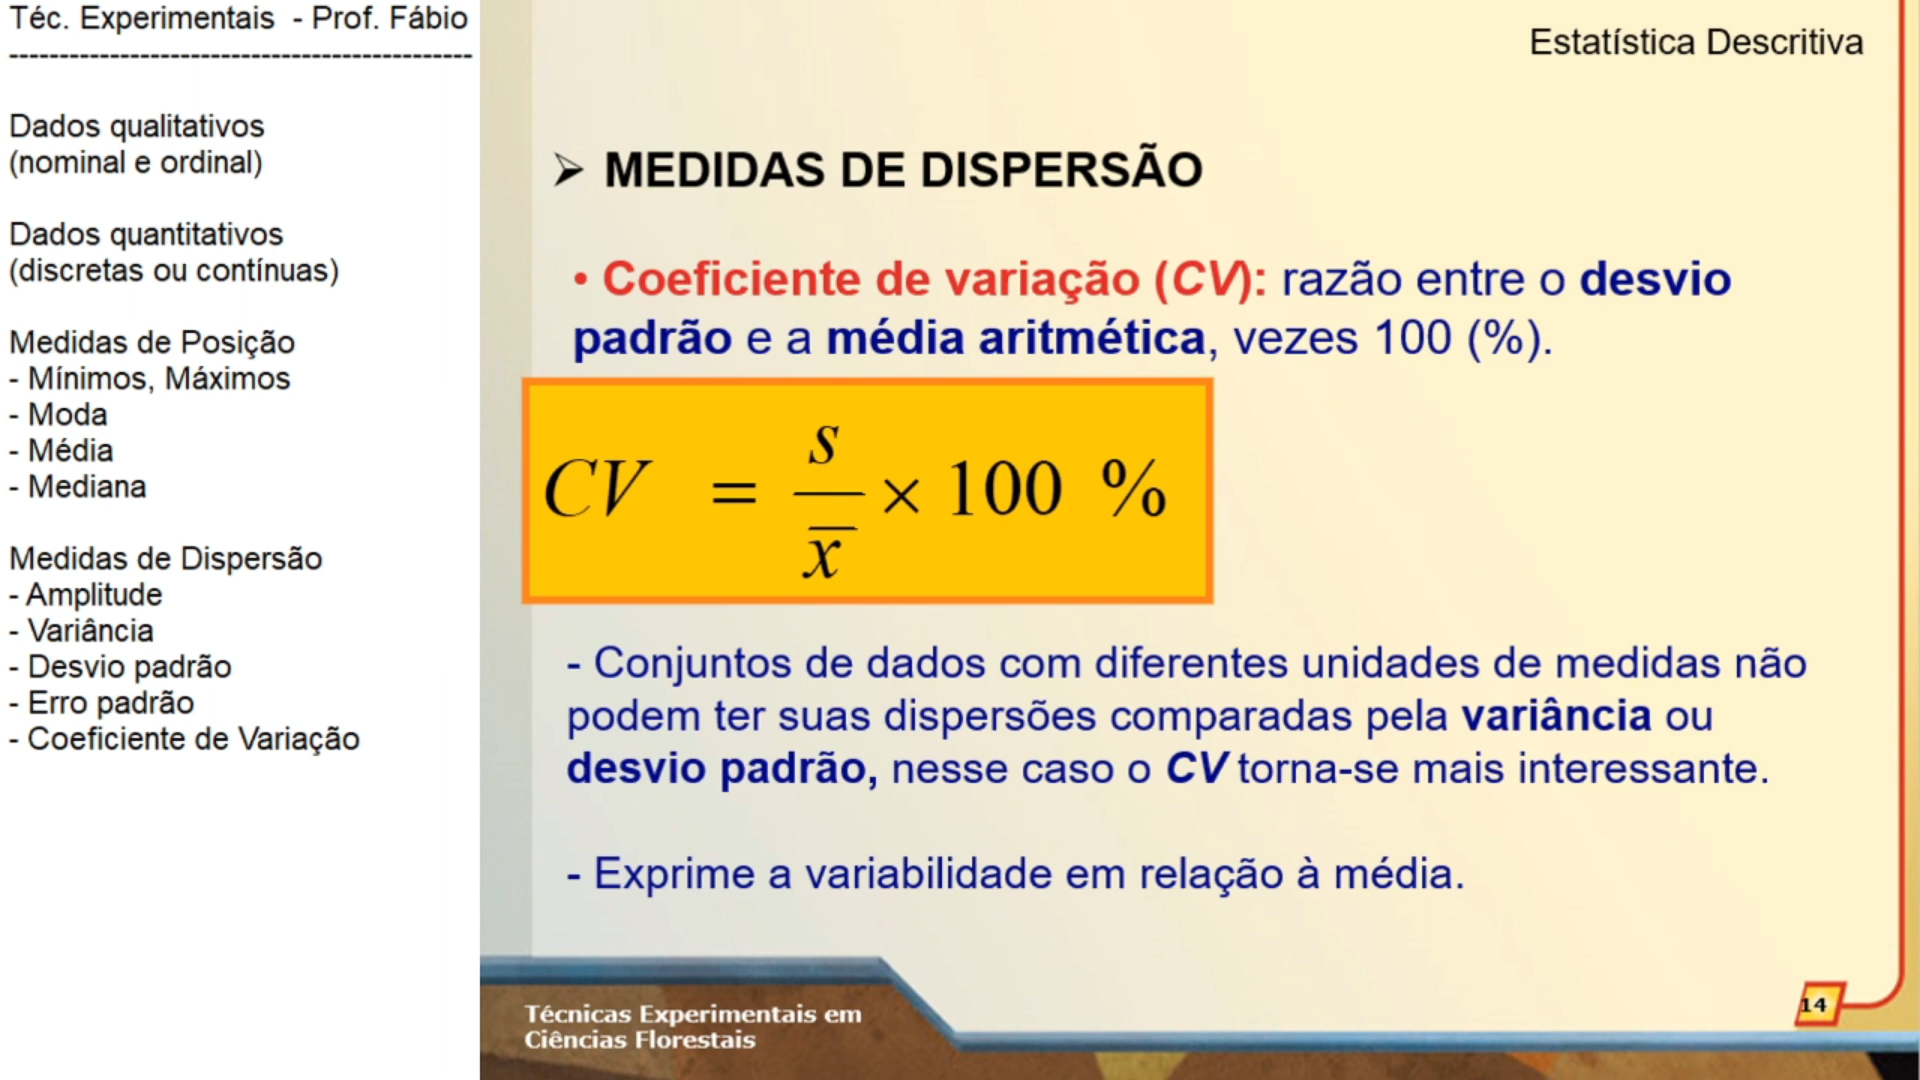 Téc. Experimentais - Prof. Fábio
----------------------------------------------
Dados qualitativos
(nominal e ordinal)
Dados quantitativos
(discretas ou contínuas)
Medidas de Posição
- Mínimos, Máximos
- Moda
- Média
- Mediana
Medidas de Dispersão
- Amplitude
- Variância
- Desvio padrão
- Erro padrão
- Coeficiente de Variação
Estatística Descritiva
➢ MEDIDAS DE DISPERSÃO
• Coeficiente de variação (CV): razão entre o desvio
padrão e a média aritmética, vezes 100 (%).
CV = s / x̄ × 100 %
- Conjuntos de dados com diferentes unidades de medidas não
podem ter suas dispersões comparadas pela variância ou
desvio padrão, nesse caso o CV torna-se mais interessante.
- Exprime a variabilidade em relação à média.
Técnicas Experimentais em
Ciências Florestais
14